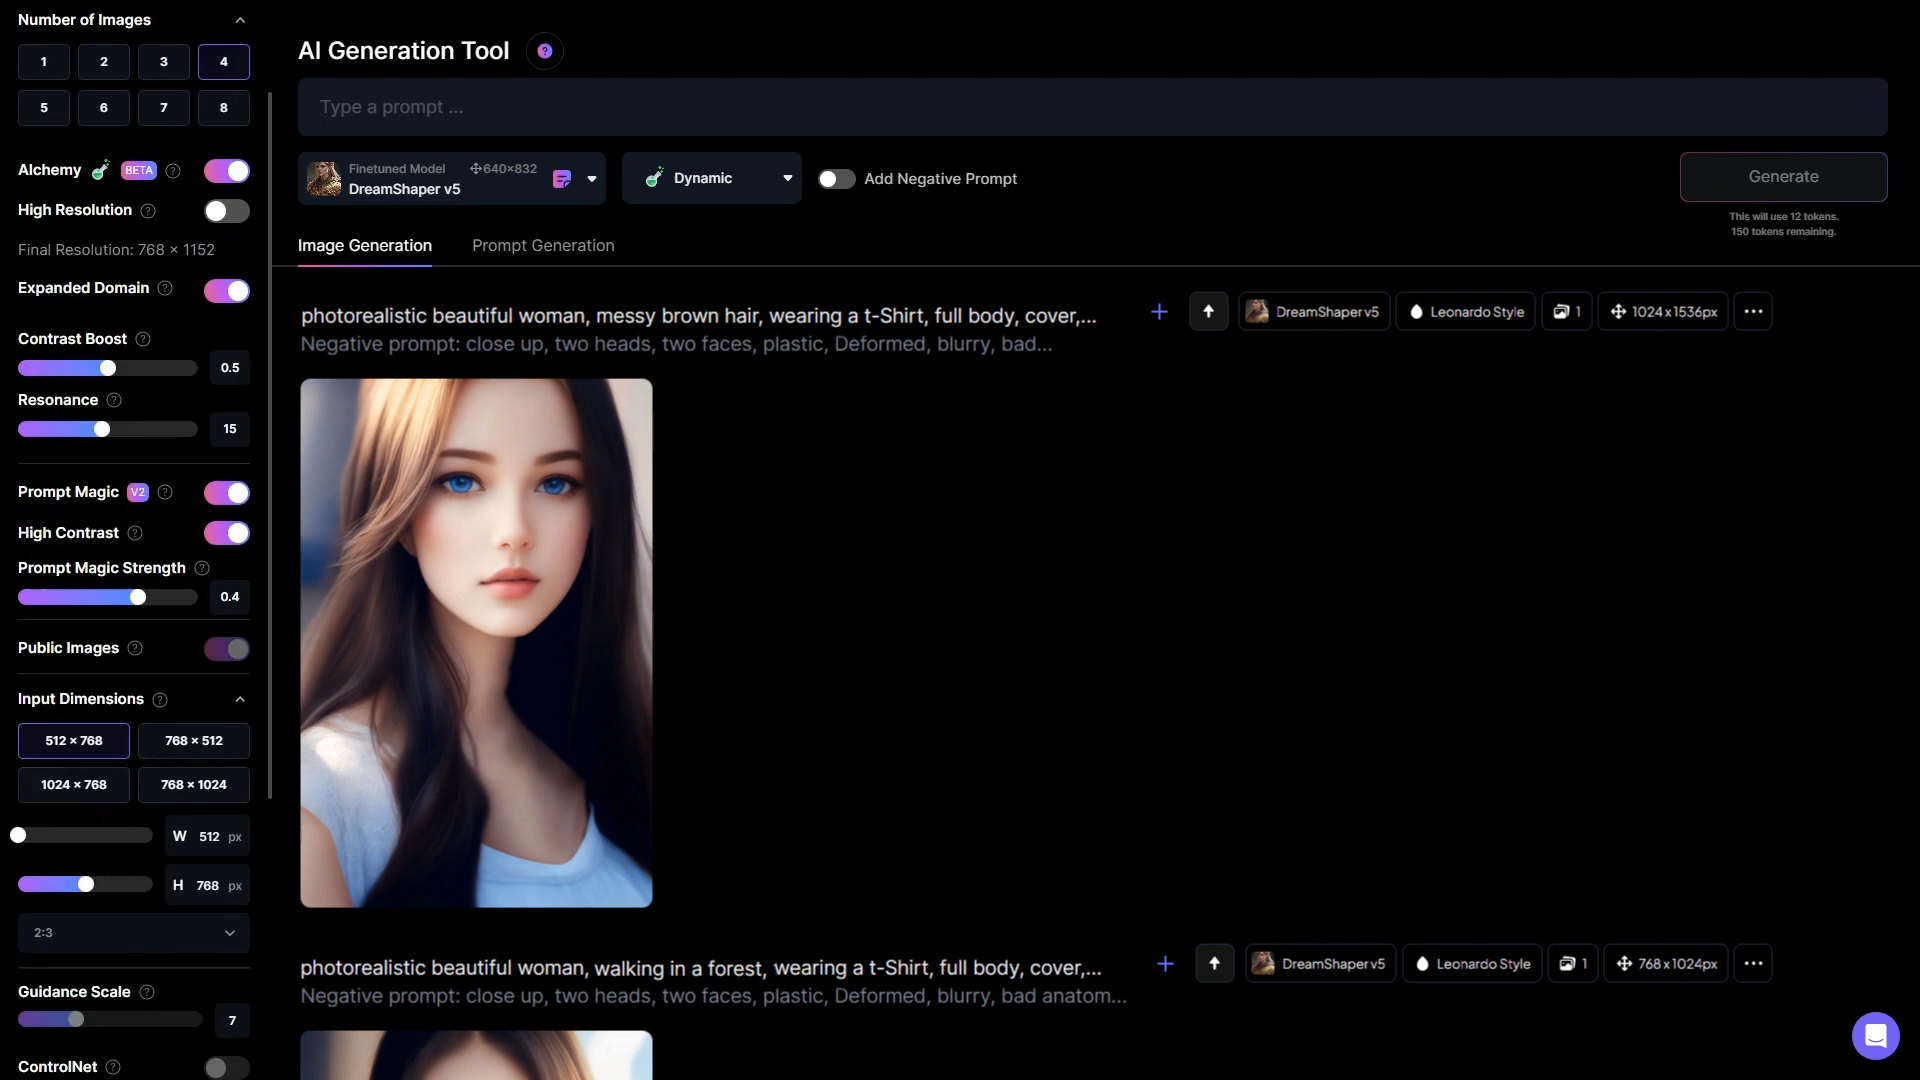 Number of Images
1 2 3 4
5 6 7 8
Alchemy BETA ?
High Resolution ?
Final Resolution: 768 × 1152
Expanded Domain ?
Contrast Boost ?
0.5
Resonance ?
15
Prompt Magic V2 ?
High Contrast ?
Prompt Magic Strength ?
0.4
Public Images ?
Input Dimensions ?
512 × 768 768 × 512
1024 × 768 768 × 1024
W 512 px
H 768 px
2:3
Guidance Scale ?
7
ControlNet ?
AI Generation Tool ?
Type a prompt ...
Finetuned Model 640×832
DreamShaper v5
Dynamic
Add Negative Prompt
Generate
This will use 12 tokens.
150 tokens remaining.
Image Generation Prompt Generation
photorealistic beautiful woman, messy brown hair, wearing a t-Shirt, full body, cover,...
DreamShaper v5 Leonardo Style 1 1024 x 1536px ...
Negative prompt: close up, two heads, two faces, plastic, Deformed, blurry, bad...
photorealistic beautiful woman, walking in a forest, wearing a t-Shirt, full body, cover,...
DreamShaper v5 Leonardo Style 1 768 x 1024px ...
Negative prompt: close up, two heads, two faces, plastic, Deformed, blurry, bad anatom...